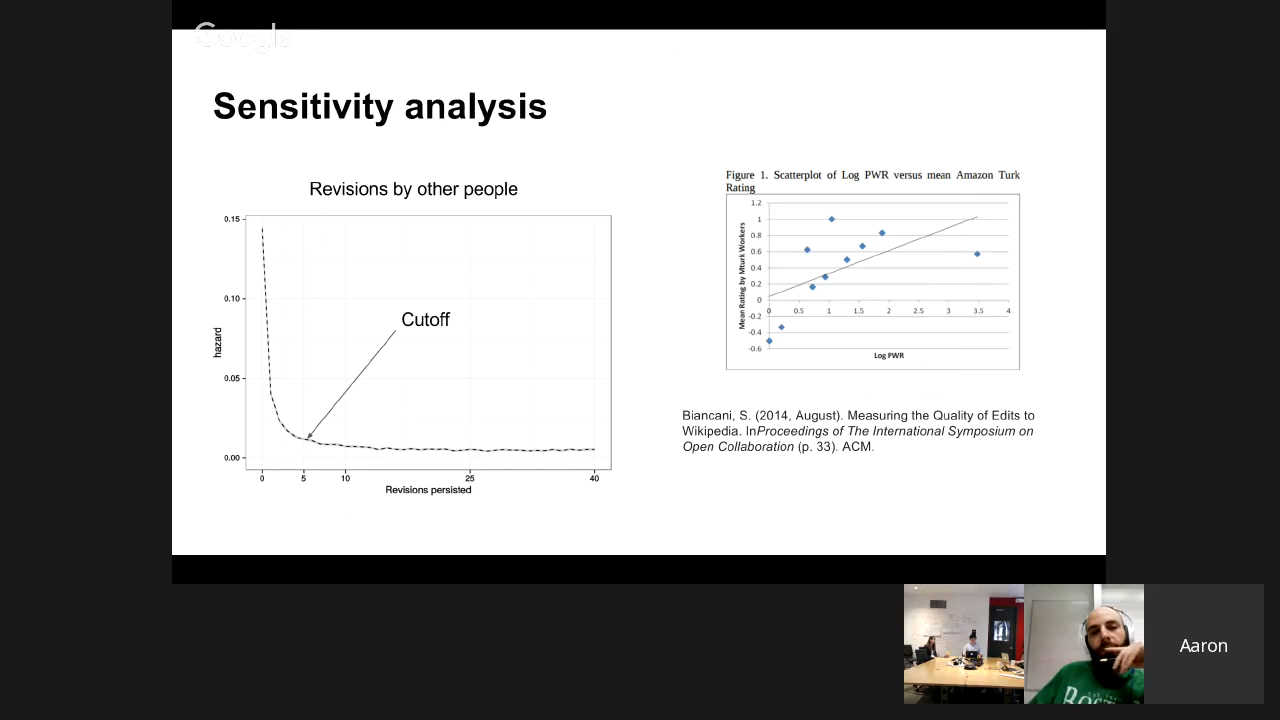 Google
Sensitivity analysis
Revisions by other people
0.15
0.10
0.05
0.00
hazard
Cutoff
0 5 10 25 40
Revisions persisted
Figure 1. Scatterplot of Log PWR versus mean Amazon Turk
Rating
Mean Rating by Mturk Workers
1.2
1
0.8
0.6
0.4
0.2
0
-0.2
-0.4
-0.6
0 0.5 1 1.5 2 2.5 3 3.5 4
Log PWR
Biancani, S. (2014, August). Measuring the Quality of Edits to
Wikipedia. InProceedings of The International Symposium on
Open Collaboration (p. 33). ACM.
Aaron